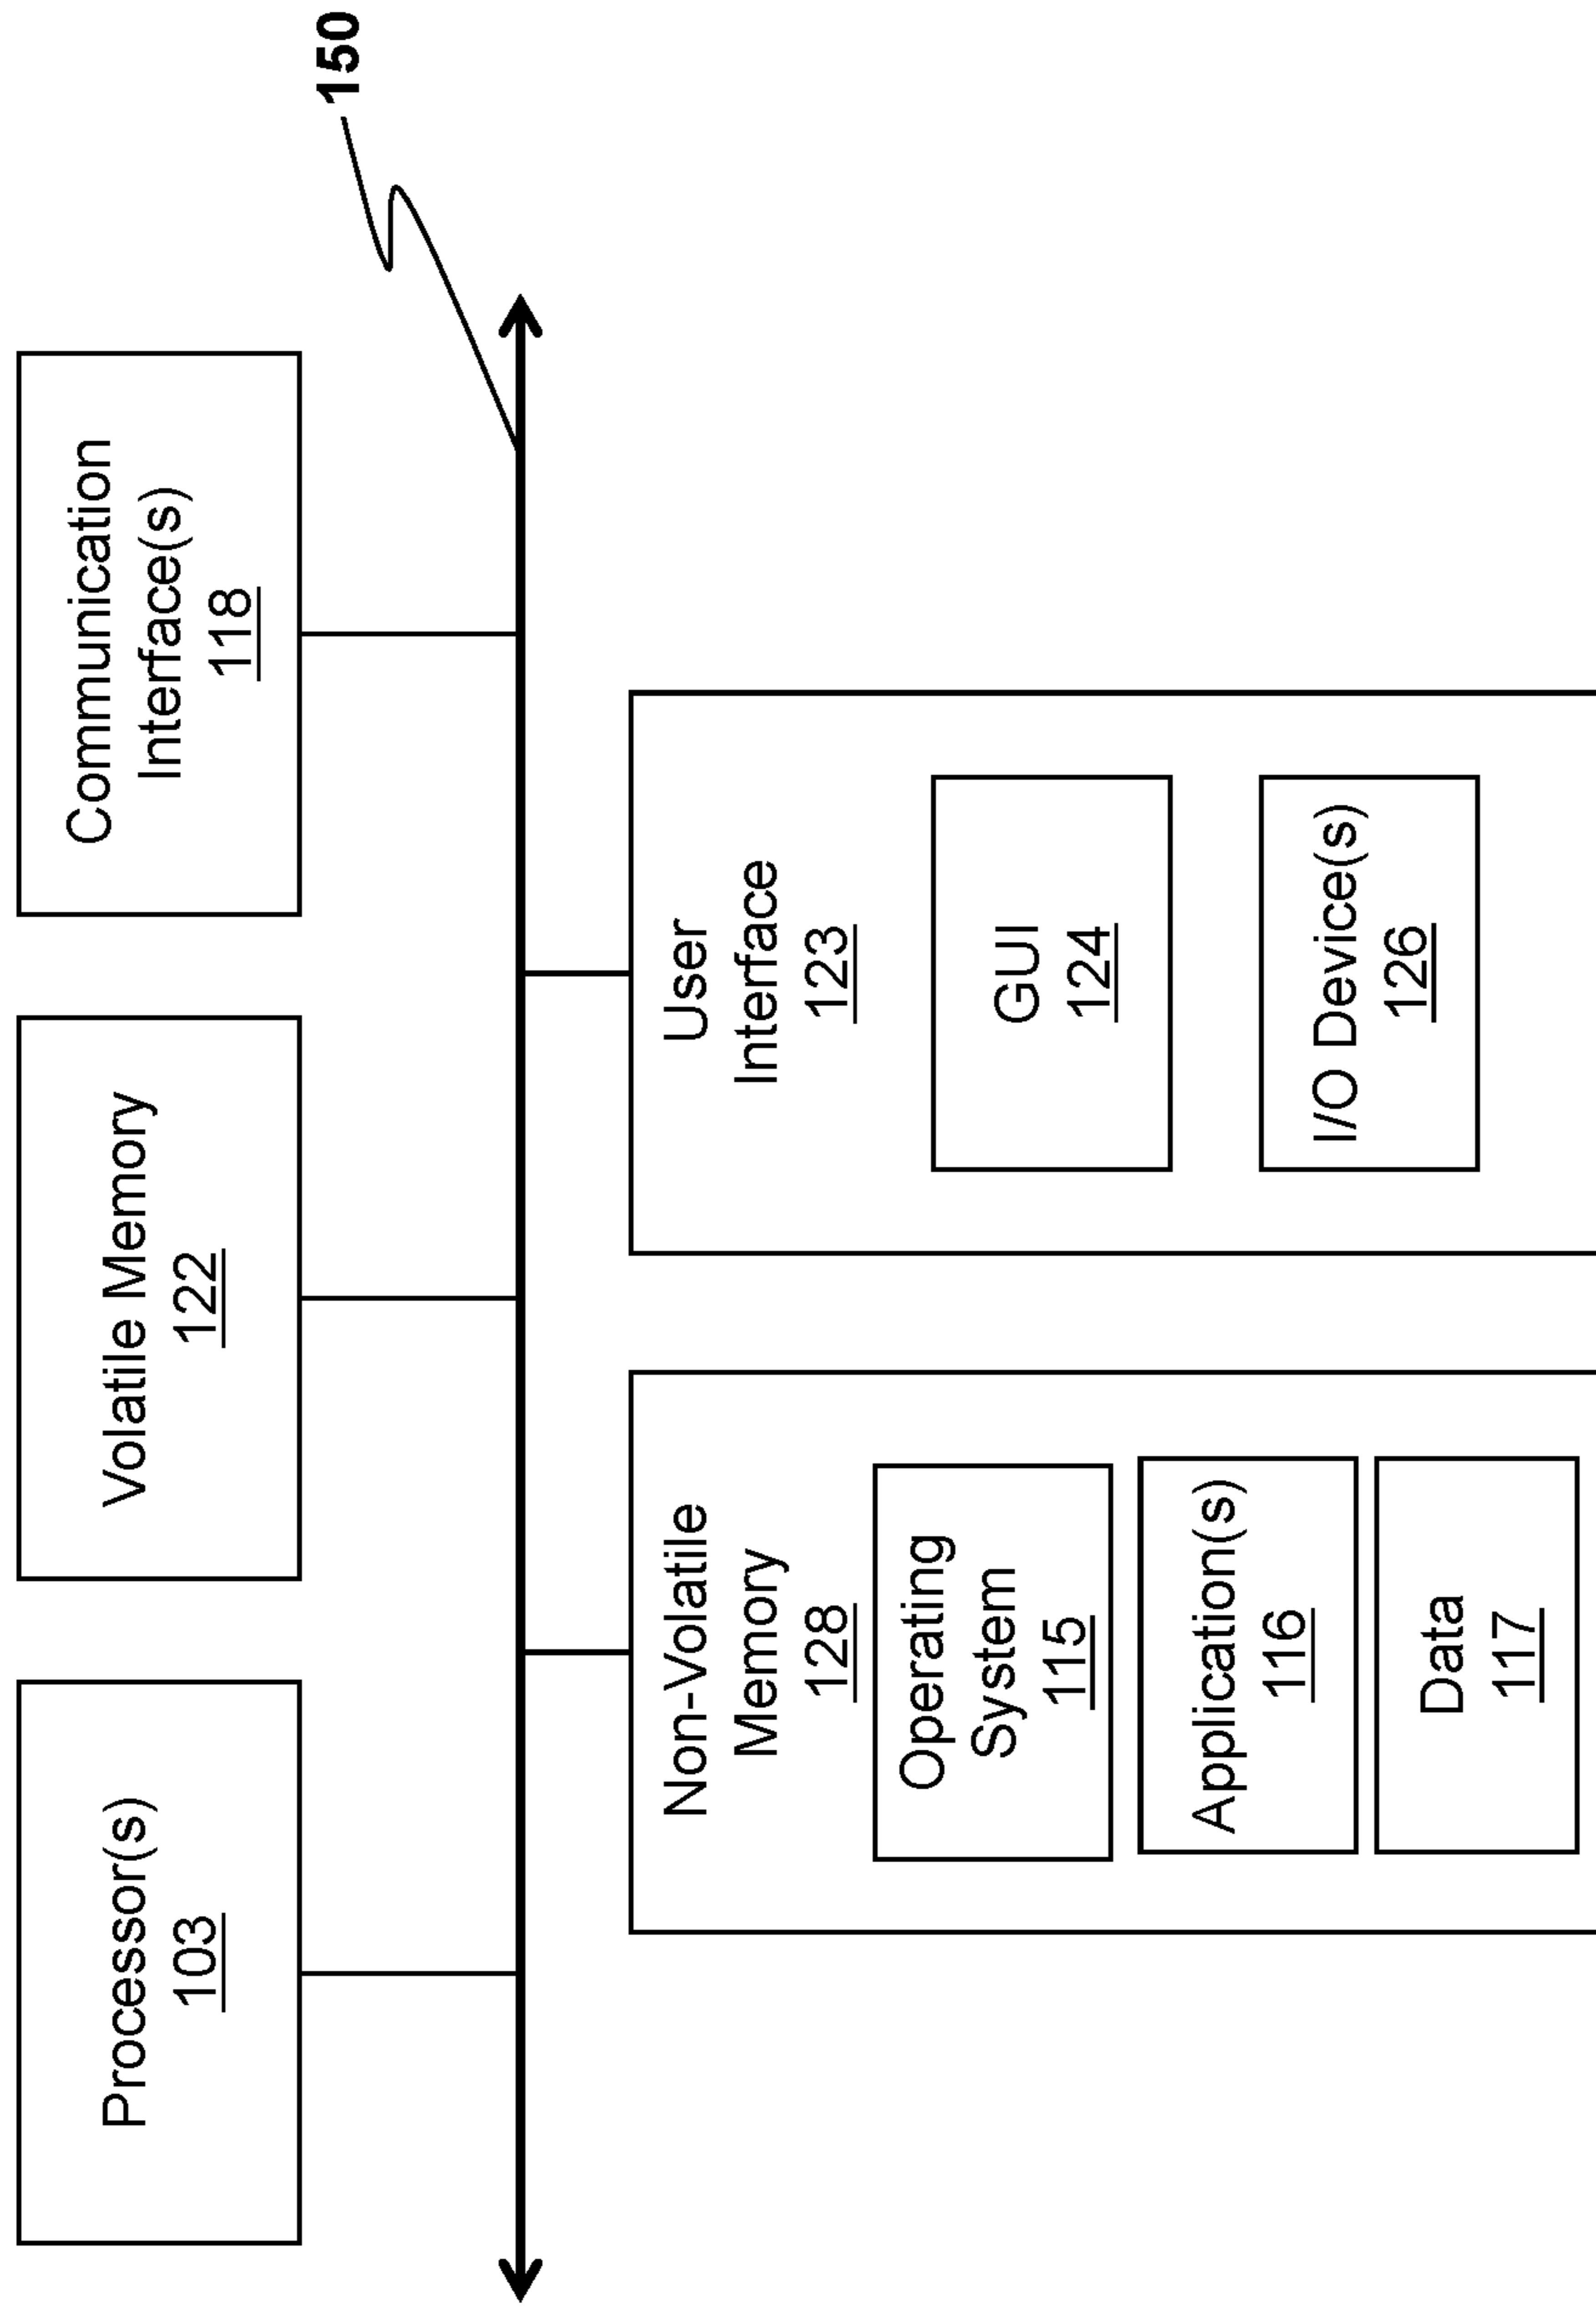 150
Processor(s)
103
Volatile Memory
122
Communication
Interface(s)
118
Non-Volatile
Memory
128
Operating
System
115
Application(s)
116
Data
117
User
Interface
123
GUI
124
I/O Device(s)
126